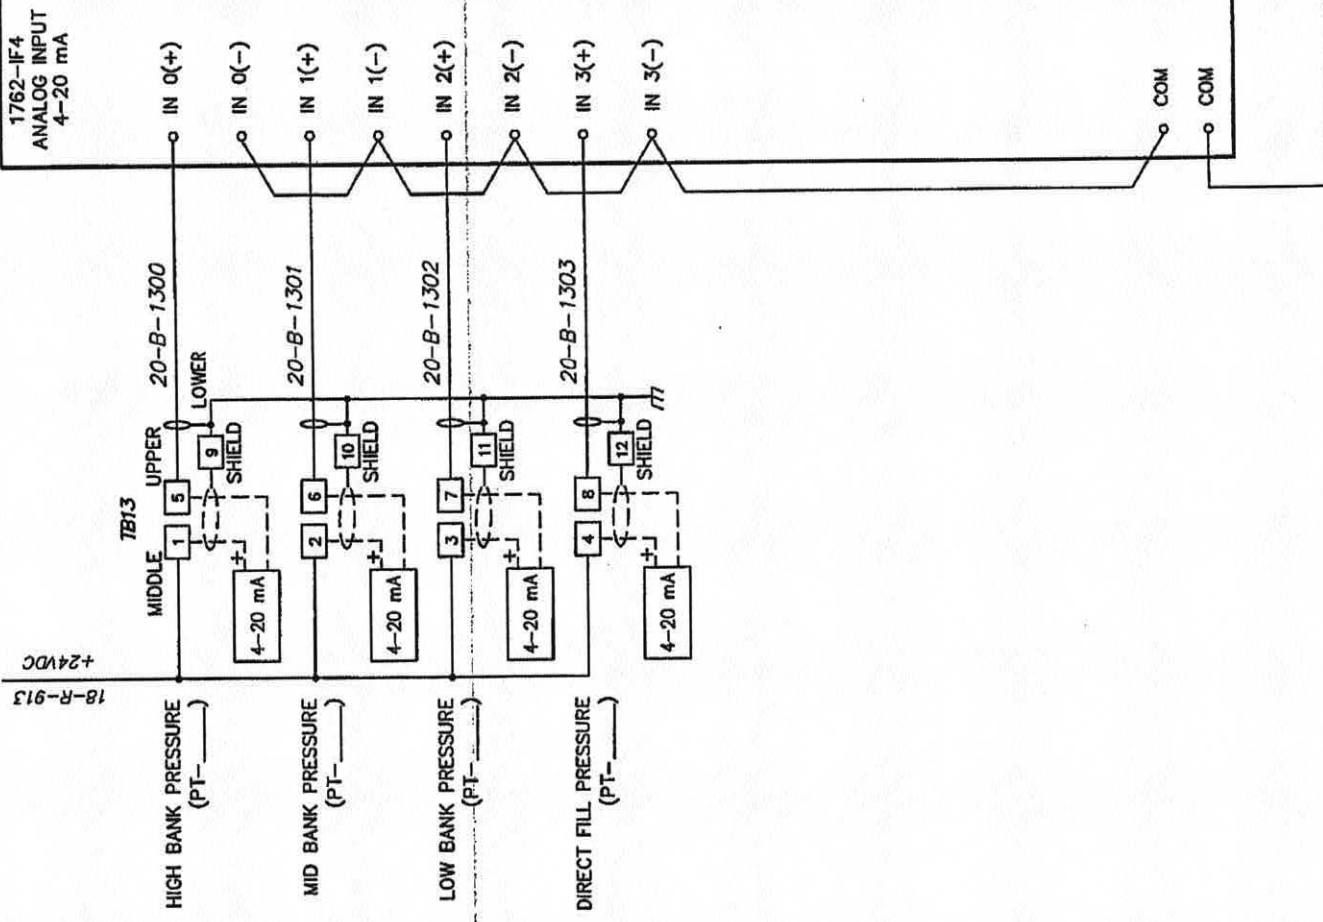 1762-IF4
ANALOG INPUT
4-20 mA
IN 0(+)
IN 0(-)
IN 1(+)
IN 1(-)
IN 2(+)
IN 2(-)
IN 3(+)
IN 3(-)
COM
COM
20-B-1300
20-B-1301
20-B-1302
20-B-1303
TB13
MIDDLE
UPPER
LOWER
1
5
9
SHIELD
+
4-20 mA
2
6
10
SHIELD
+
4-20 mA
3
7
11
SHIELD
+
4-20 mA
4
8
12
SHIELD
+
4-20 mA
+24VDC
18-R-913
HIGH BANK PRESSURE
(PT-____)
MID BANK PRESSURE
(PT-____)
LOW BANK PRESSURE
(PT-____)
DIRECT FILL PRESSURE
(PT-____)